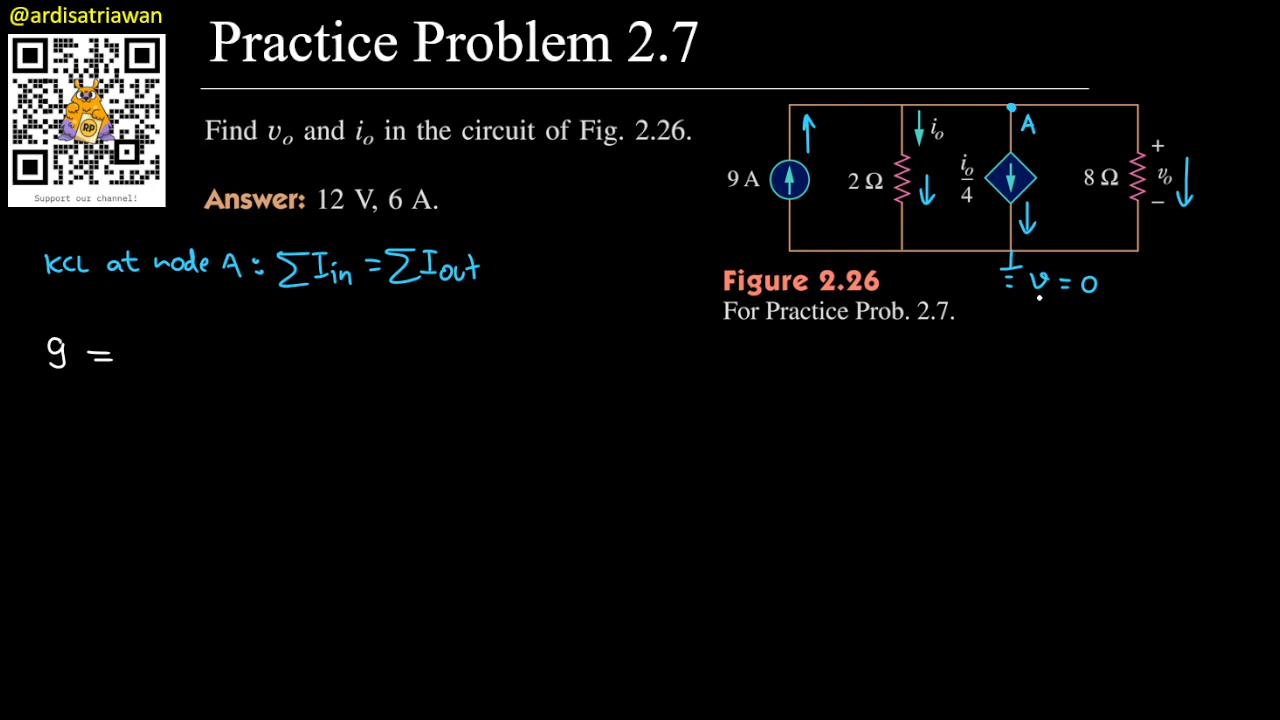 @ardisatriawan
Practice Problem 2.7
RP
Support our channel!
Find vₒ and iₒ in the circuit of Fig. 2.26.
Answer: 12 V, 6 A.
KCL at node A : ∑Iin = ∑Iout
9 =
9 A
2 Ω
iₒ
iₒ/4
A
8 Ω
+
vₒ
−
v = 0
Figure 2.26
For Practice Prob. 2.7.